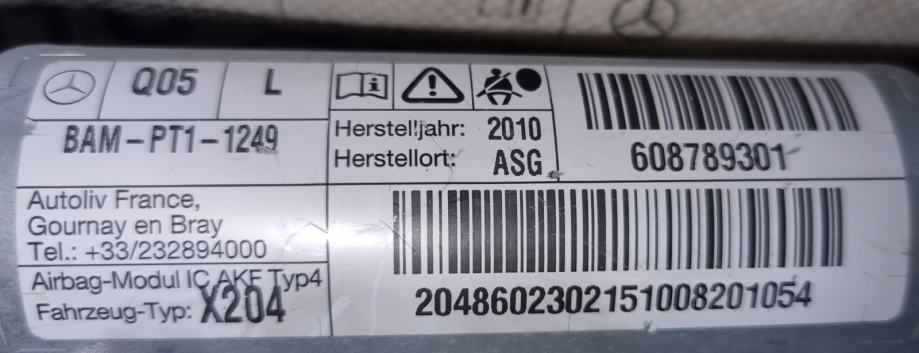 Q05 L
BAM-PT1-1249
Herstelljahr: 2010
Herstellort: ASG
608789301
Autoliv France,
Gournay en Bray
Tel.: +33/232894000
Airbag-Modul IC AKF Typ4
Fahrzeug-Typ: X204
2048602302151008201054